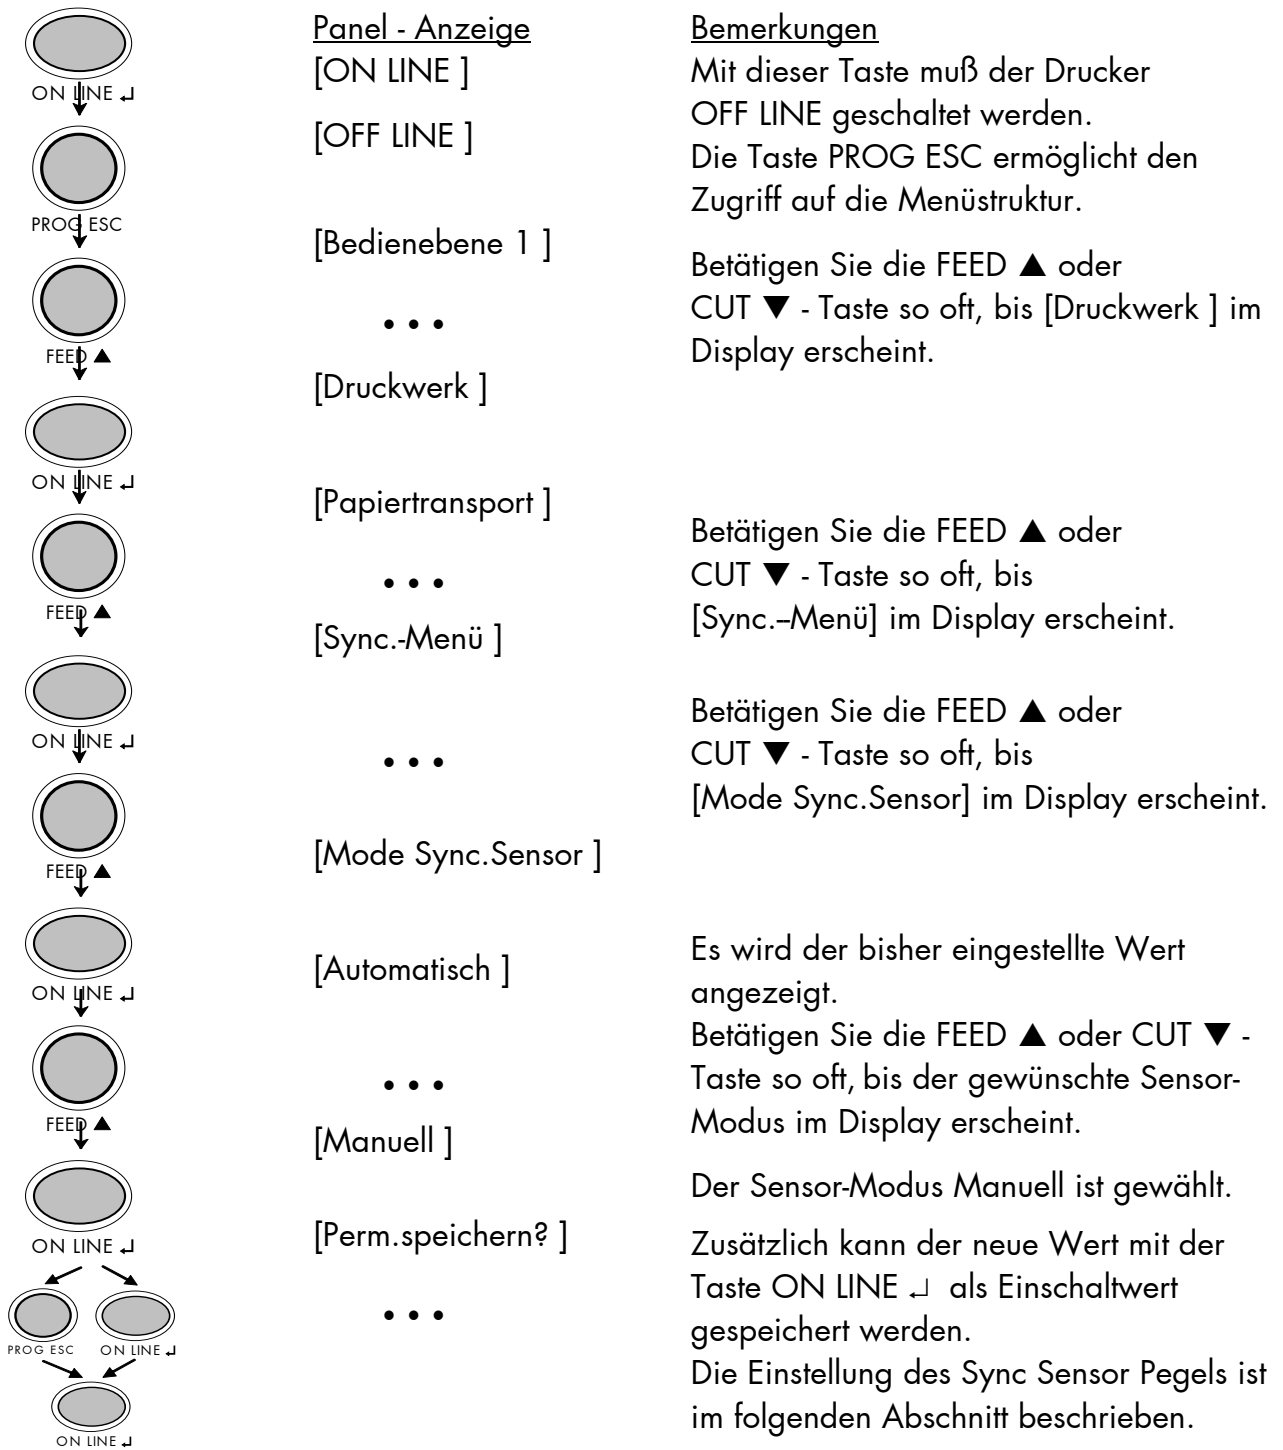 Panel - Anzeige
Bemerkungen
[ON LINE ]
Mit dieser Taste muß der Drucker
ON LINE ↵
OFF LINE geschaltet werden.
[OFF LINE ]
Die Taste PROG ESC ermöglicht den
Zugriff auf die Menüstruktur.
PROG ESC
[Bedienebene 1 ]
Betätigen Sie die FEED ▲ oder
CUT ▼ - Taste so oft, bis [Druckwerk ] im
• • •
Display erscheint.
FEED ▲
[Druckwerk ]
ON LINE ↵
[Papiertransport ]
Betätigen Sie die FEED ▲ oder
CUT ▼ - Taste so oft, bis
• • •
[Sync.–Menü] im Display erscheint.
FEED ▲
[Sync.-Menü ]
Betätigen Sie die FEED ▲ oder
ON LINE ↵
CUT ▼ - Taste so oft, bis
• • •
[Mode Sync.Sensor] im Display erscheint.
[Mode Sync.Sensor ]
FEED ▲
Es wird der bisher eingestellte Wert
[Automatisch ]
angezeigt.
ON LINE ↵
Betätigen Sie die FEED ▲ oder CUT ▼ -
Taste so oft, bis der gewünschte Sensor-
• • •
Modus im Display erscheint.
FEED ▲
[Manuell ]
Der Sensor-Modus Manuell ist gewählt.
[Perm.speichern? ]
Zusätzlich kann der neue Wert mit der
ON LINE ↵
Taste ON LINE ↵ als Einschaltwert
• • •
gespeichert werden.
PROG ESC
ON LINE ↵
Die Einstellung des Sync Sensor Pegels ist
im folgenden Abschnitt beschrieben.
ON LINE ↵